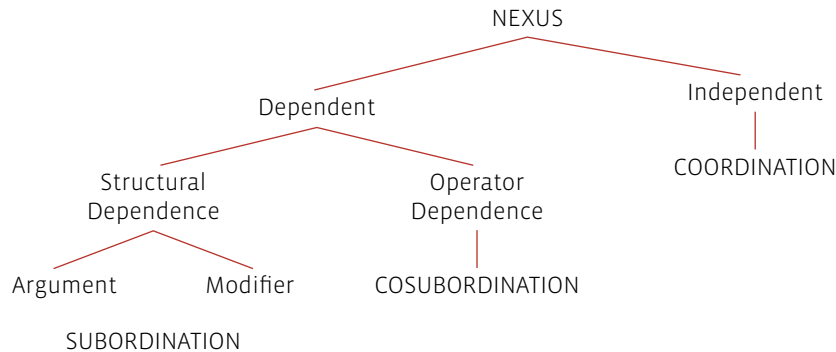 NEXUS
Dependent
Independent
COORDINATION
Structural
Dependence
Operator
Dependence
Argument
Modifier
COSUBORDINATION
SUBORDINATION